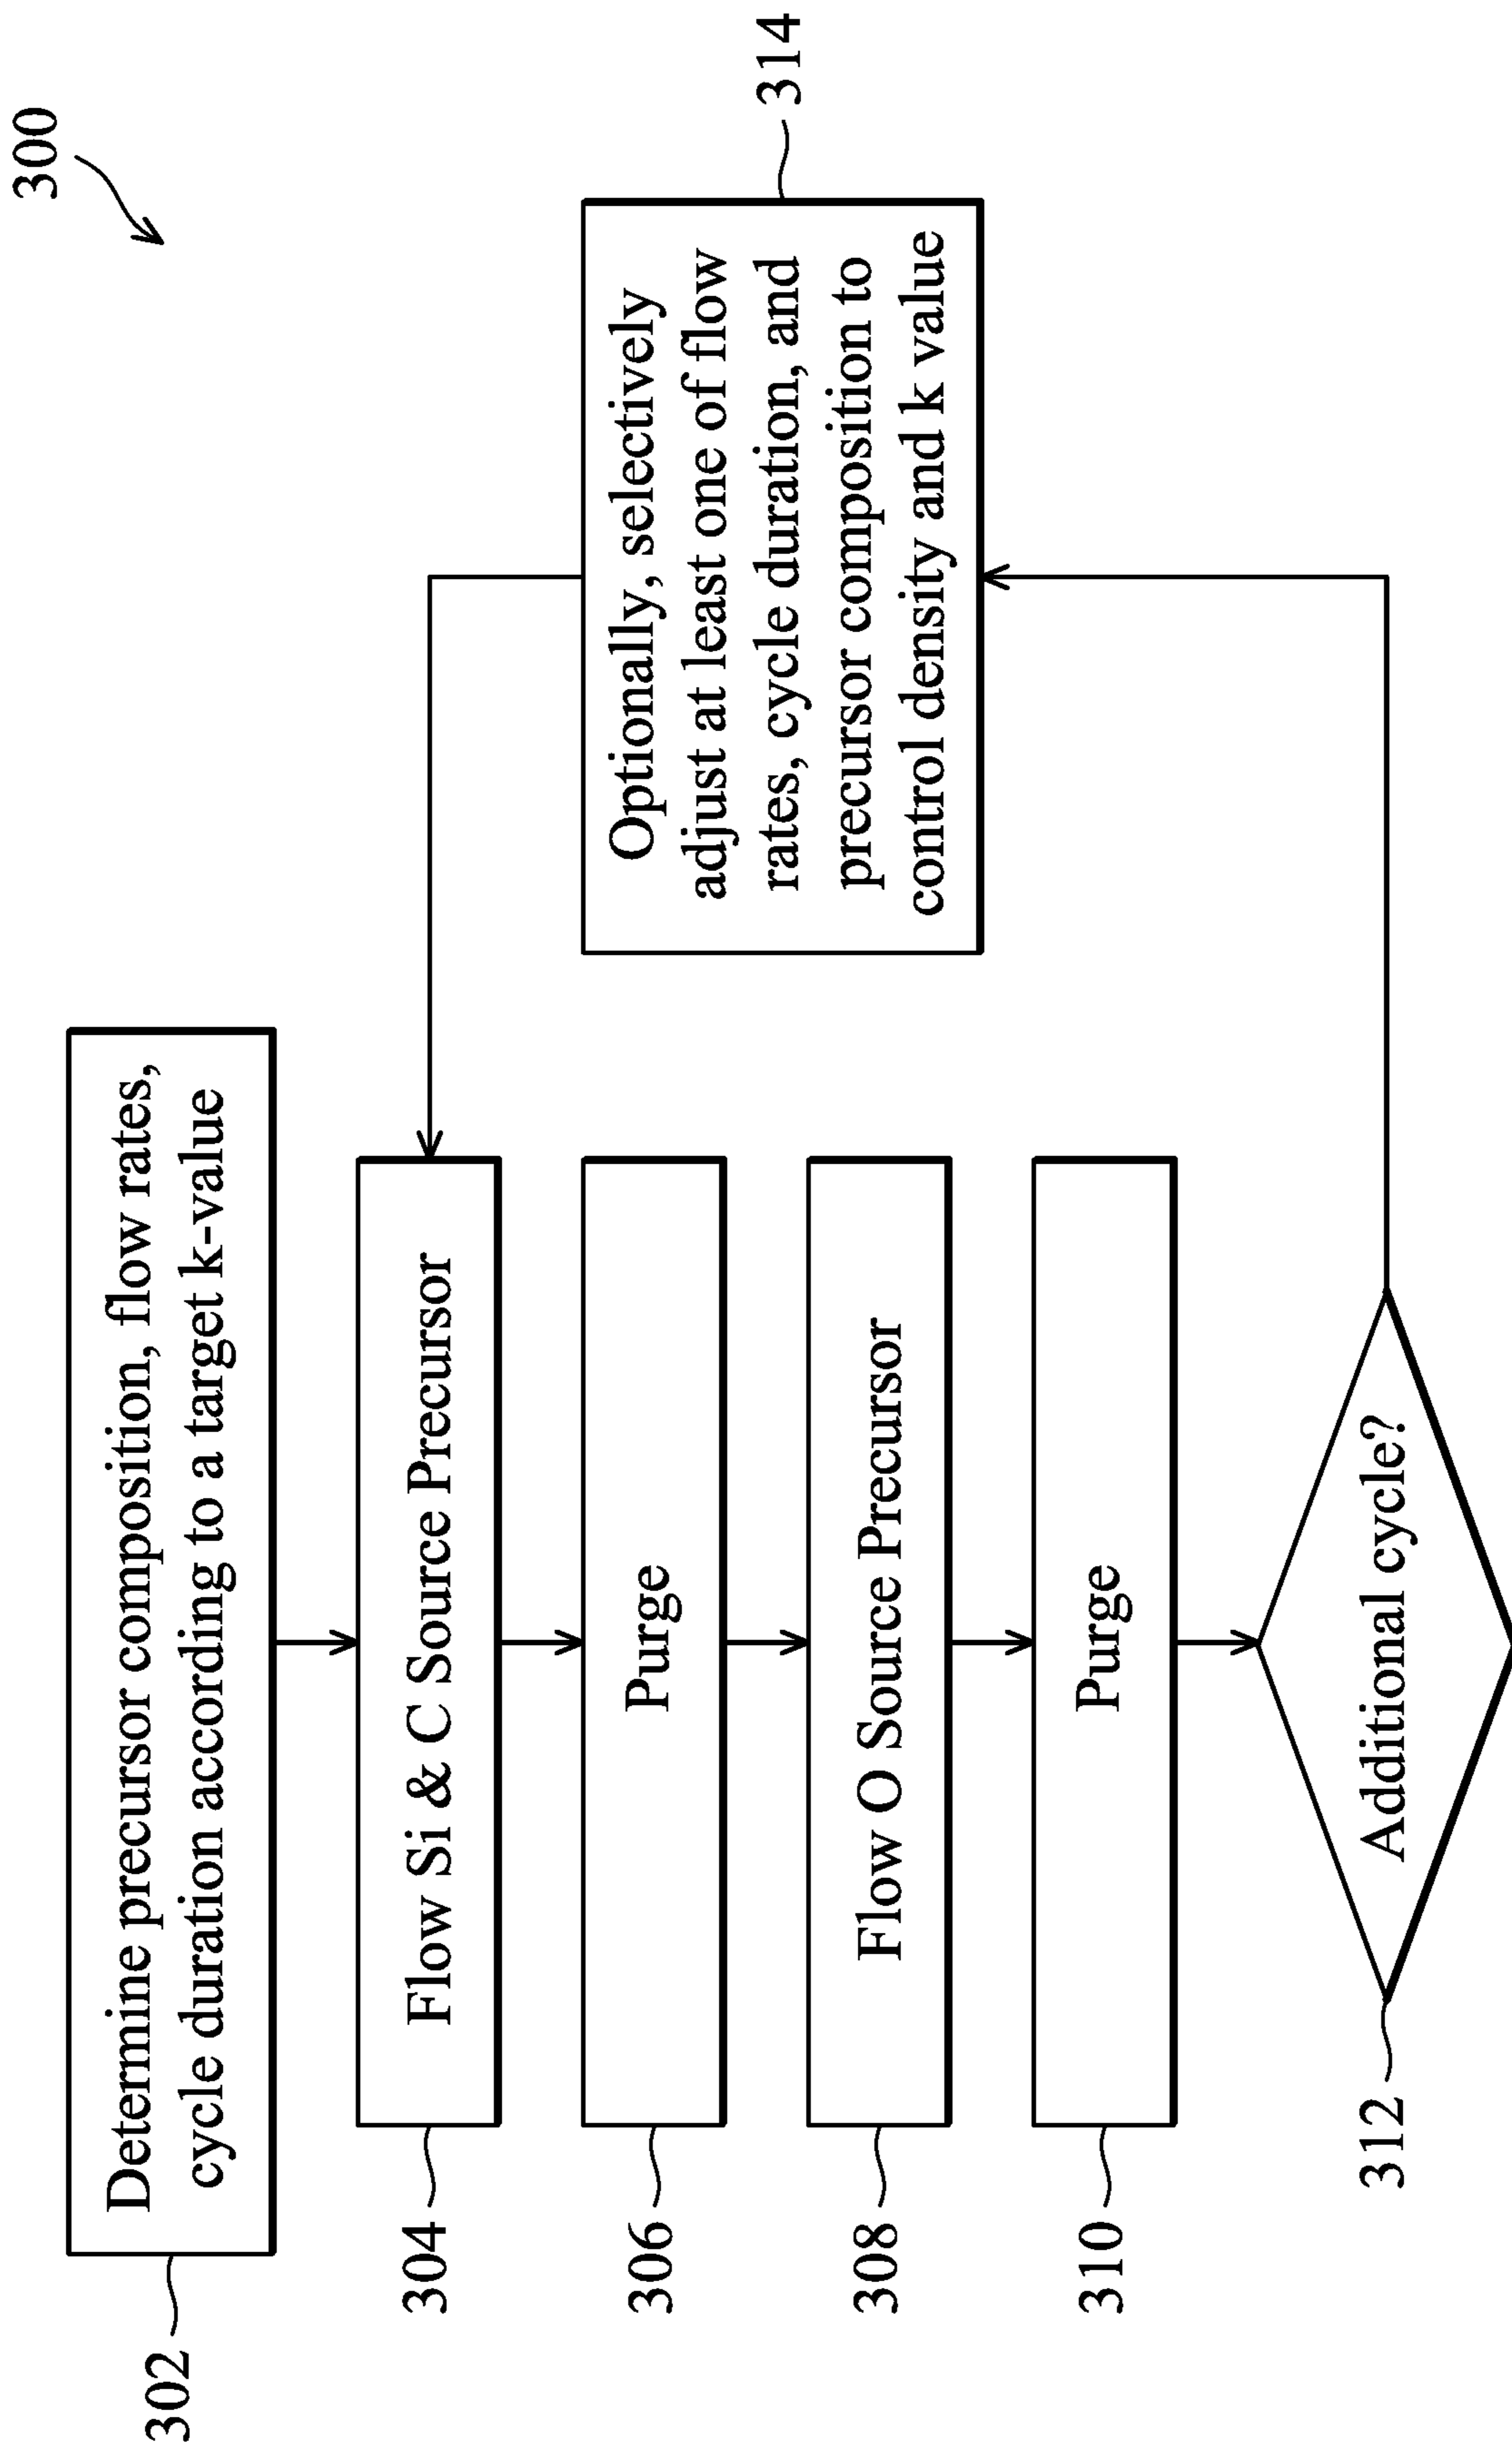 300
302
Determine precursor composition, flow rates,
cycle duration according to a target k-value
304
Flow Si & C Source Precursor
306
Purge
308
Flow O Source Precursor
310
Purge
312
Additional cycle?
314
Optionally, selectively
adjust at least one of flow
rates, cycle duration, and
precursor composition to
control density and k value